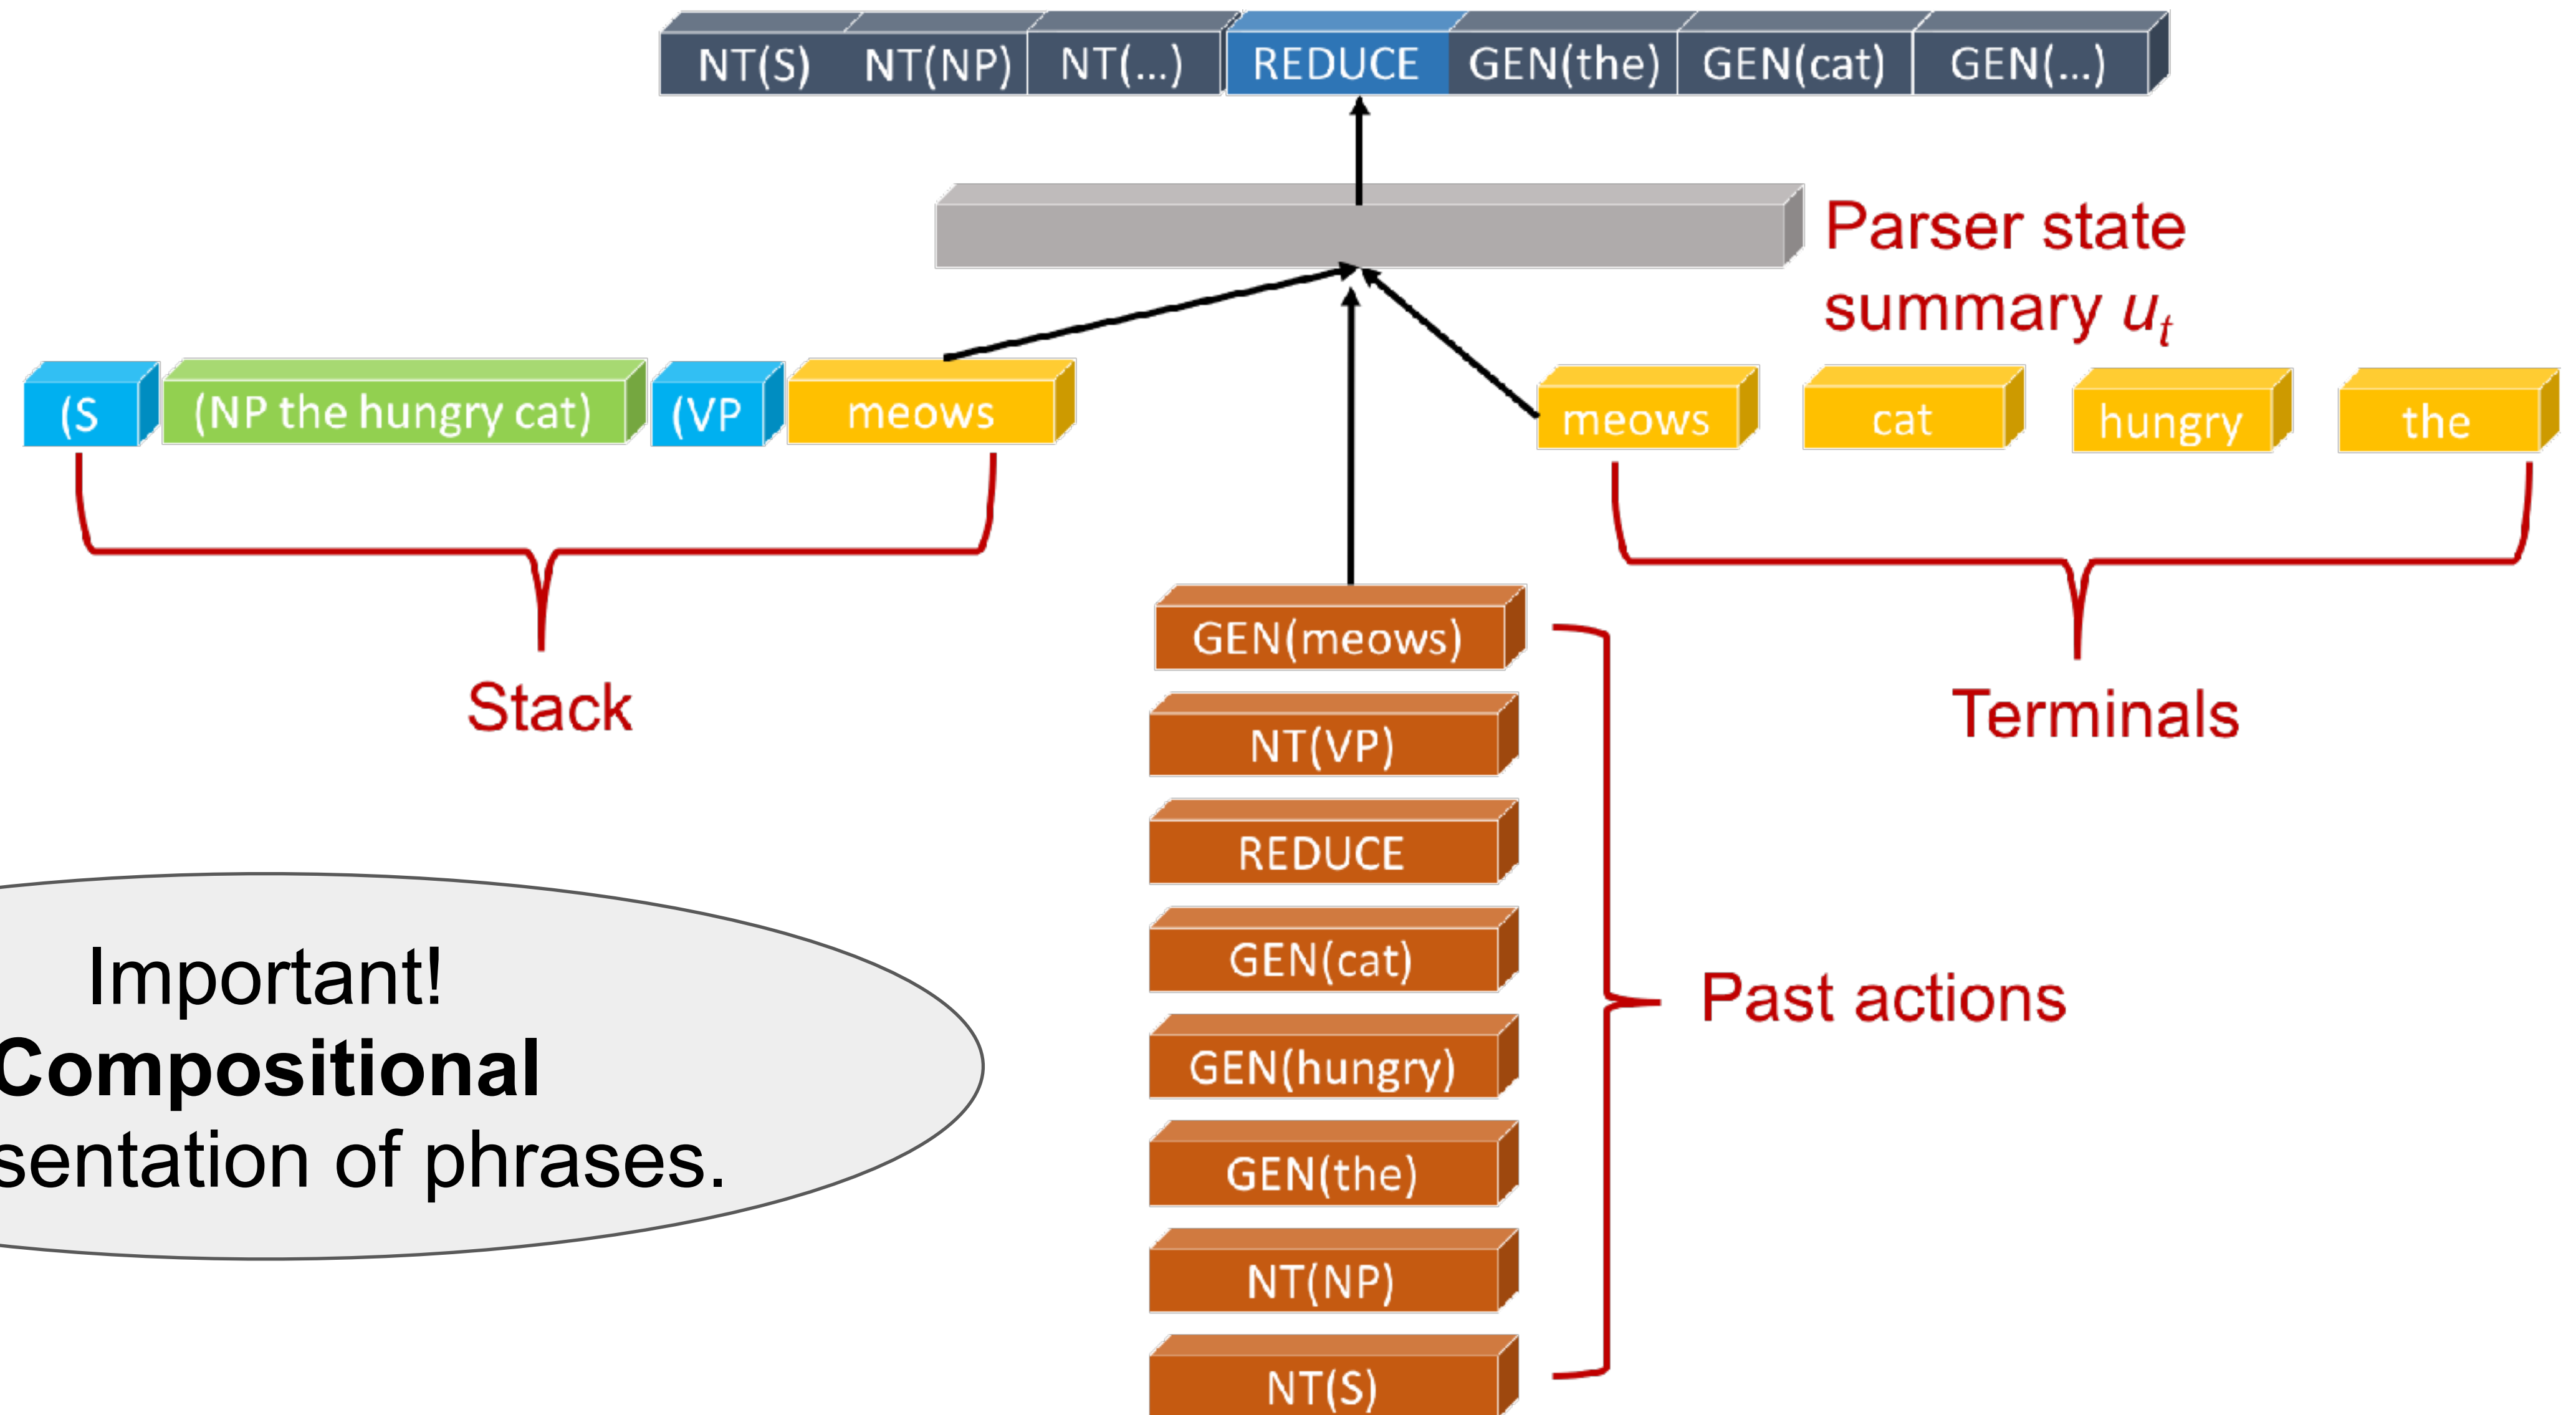 NT(S) NT(NP) NT(...) REDUCE GEN(the) GEN(cat) GEN(...)
Parser state
summary u_t
(S (NP the hungry cat) (VP meows
meows cat hungry the
Stack
Terminals
GEN(meows)
NT(VP)
REDUCE
GEN(cat)
GEN(hungry)
GEN(the)
NT(NP)
NT(S)
Past actions
Important!
Compositional
sentation of phrases.